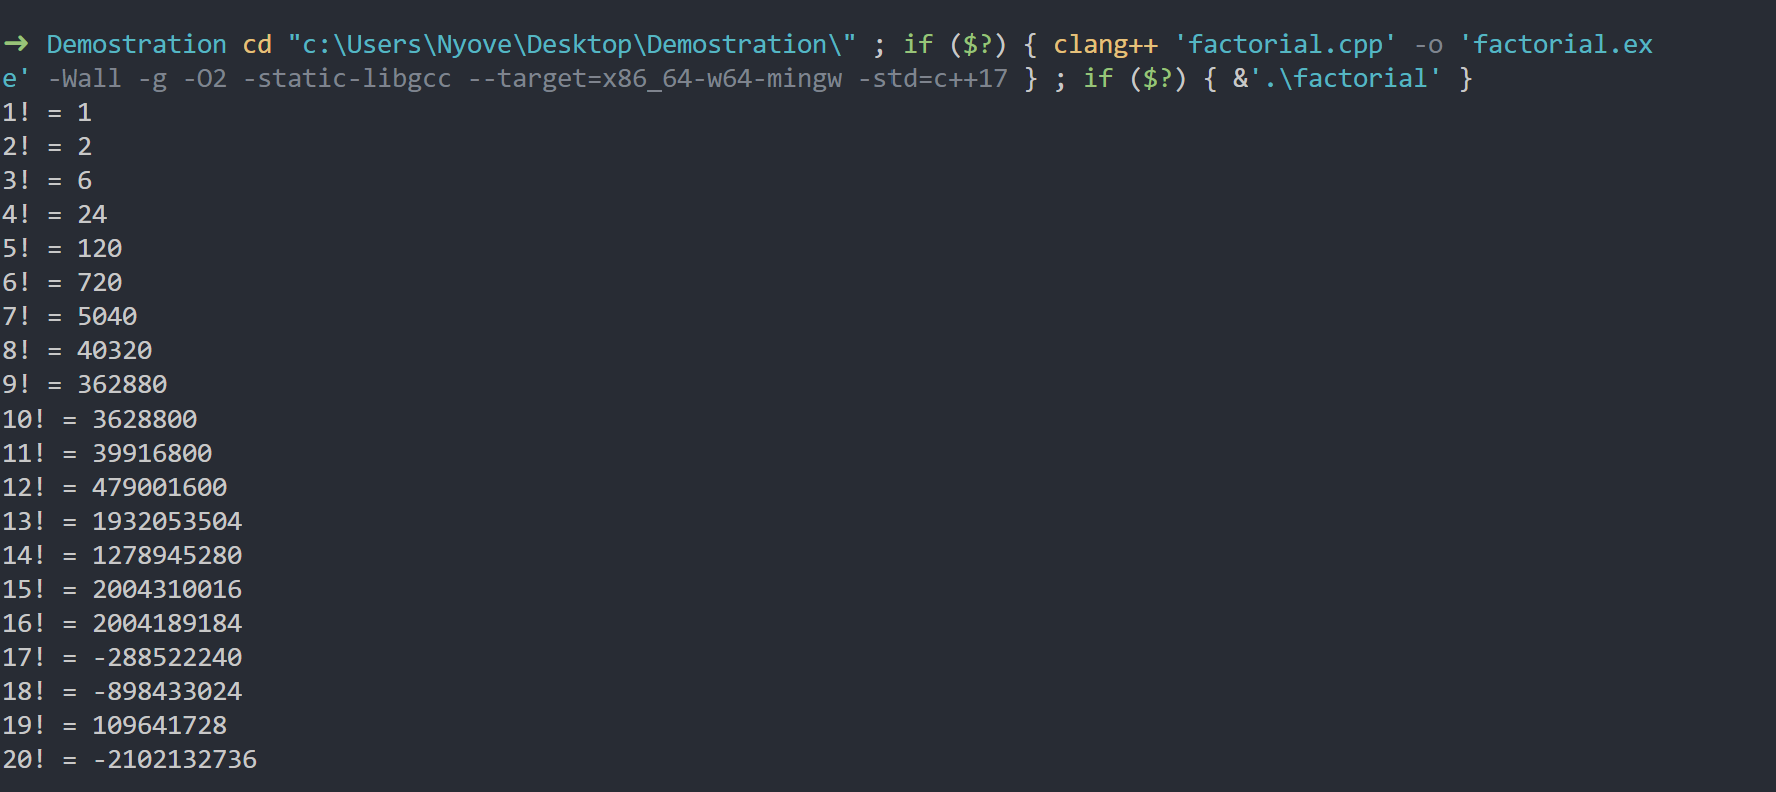 → Demostration cd "c:\Users\Nyove\Desktop\Demostration\" ; if ($?) { clang++ 'factorial.cpp' -o 'factorial.ex
e' -Wall -g -O2 -static-libgcc --target=x86_64-w64-mingw -std=c++17 } ; if ($?) { &'.\factorial' }
1! = 1
2! = 2
3! = 6
4! = 24
5! = 120
6! = 720
7! = 5040
8! = 40320
9! = 362880
10! = 3628800
11! = 39916800
12! = 479001600
13! = 1932053504
14! = 1278945280
15! = 2004310016
16! = 2004189184
17! = -288522240
18! = -898433024
19! = 109641728
20! = -2102132736